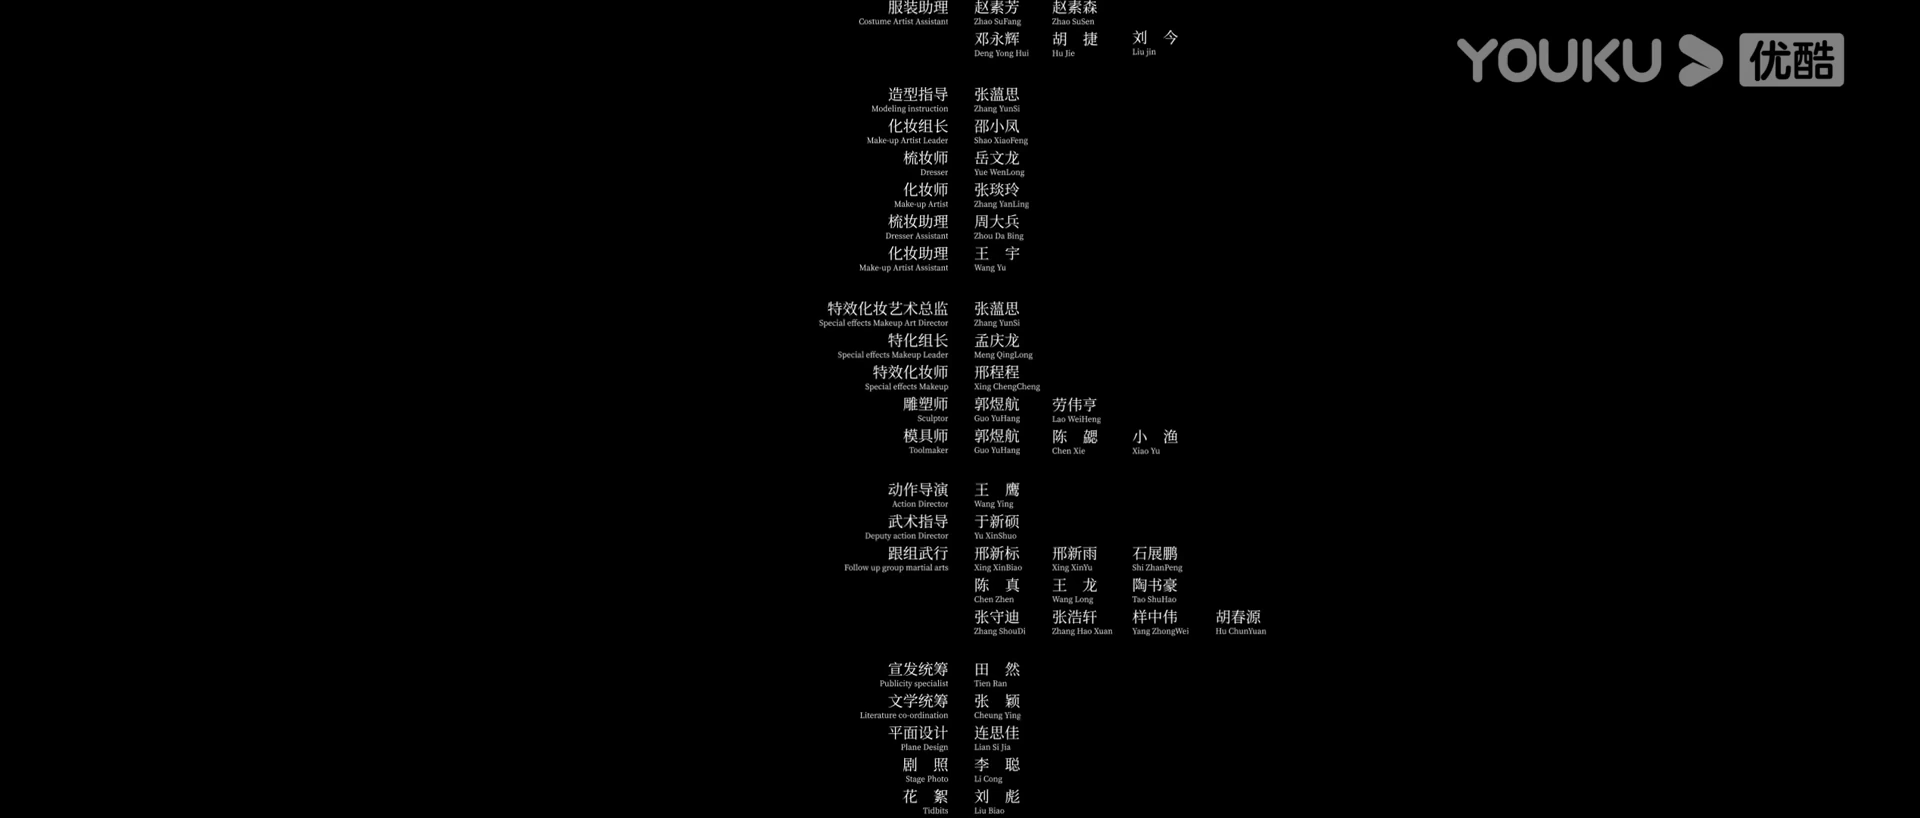 服装助理 赵素芳 赵素森
Costume Artist Assistant Zhao SuFang Zhao SuSen
邓永辉 胡 捷 刘 今
Deng Yong Hui Hu Jie Liu jin
YOUKU 优酷
造型指导 张薀思
Modeling instruction Zhang YunSi
化妆组长 邵小凤
Make-up Artist Leader Shao XiaoFeng
梳妆师 岳文龙
Dresser Yue WenLong
化妆师 张琰玲
Make-up Artist Zhang YanLing
梳妆助理 周大兵
Dresser Assistant Zhou Da Bing
化妆助理 王 宇
Make-up Artist Assistant Wang Yu
特效化妆艺术总监 张薀思
Special effects Makeup Art Director Zhang YunSi
特化组长 孟庆龙
Special effects Makeup Leader Meng QingLong
特效化妆师 邢程程
Special effects Makeup Xing ChengCheng
雕塑师 郭煜航 劳伟亨
Sculptor Guo YuHang Lao WeiHeng
模具师 郭煜航 陈 勰 小 渔
Toolmaker Guo YuHang Chen Xie Xiao Yu
动作导演 王 鹰
Action Director Wang Ying
武术指导 于新硕
Deputy action Director Yu XinShuo
跟组武行 邢新标 邢新雨 石展鹏
Follow up group martial arts Xing XinBiao Xing XinYu Shi ZhanPeng
陈 真 王 龙 陶书豪
Chen Zhen Wang Long Tao ShuHao
张守迪 张浩轩 样中伟 胡春源
Zhang ShouDi Zhang Hao Xuan Yang ZhongWei Hu ChunYuan
宣发统筹 田 然
Publicity specialist Tien Ran
文学统筹 张 颖
Literature co-ordination Cheung Ying
平面设计 连思佳
Plane Design Lian Si Jia
剧 照 李 聪
Stage Photo Li Cong
花 絮 刘 彪
Tidbits Liu Biao